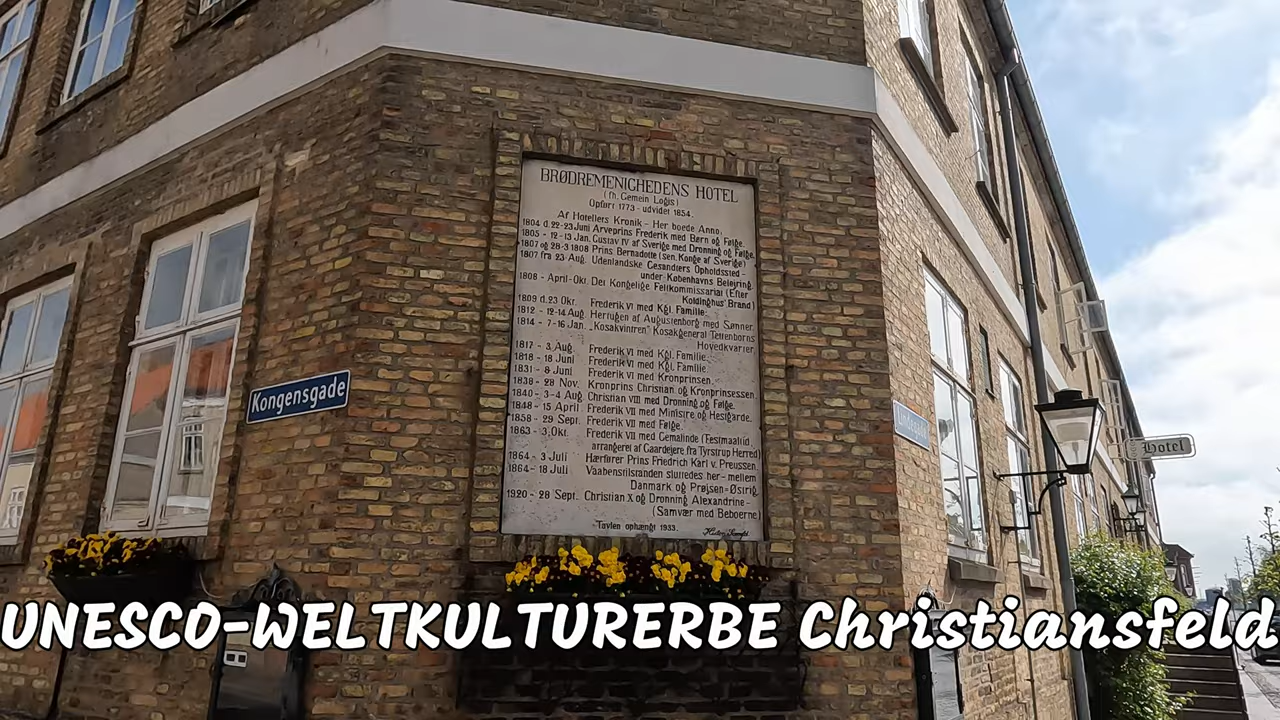 BRØDREMENIGHEDENS HOTEL
(fh. Gemein Logis)
Opført 1773 - udvidet 1854.
Af Hotellets Kronik - Her boede Anno.
1804 d. 22-23 Juni Arveprins Frederik med Børn og Følge.
1805 - 12-13 Jan. Gustav IV af Sverige med Dronning og Følge.
1807 og 28-3 1808 Prins Bernadotte (sen. Konge af Sverige)
1807 fra 23 Aug. Udenlandske Gesandters Opholdssted -
under Københavns Belejring.
1808 - April-Okt. Det Kongelige Feltkommissariat (Efter
Koldinghus' Brand)
1809 d. 23 Okt. Frederik VI med Kgl. Familie.
1812 - 12-14 Aug. Hertugen af Augustenborg med Sønner.
1814 - 7-16 Jan. „Kosakvintren" Kosakgeneral Tettenborns
Hovedkvarter.
1817 - 3. Aug. Frederik VI med Kgl. Familie.
1818 - 18 Juni Frederik VI med Kgl. Familie.
1831 - 8 Juni Frederik VI med Kronprinsen.
1838 - 28 Nov. Kronprins Christian og Kronprinsessen
1840 - 3-4 Aug. Christian VIII med Dronning og Følge.
1848 - 15 April Frederik VII med Ministre og Hestgarde.
1858 - 29 Sept. Frederik VII med Følge.
1863 - 3. Okt. Frederik VII med Gemalinde (Festmaaltid
arrangeret af Gaardejere fra Tyrstrup Herred)
1864 - 3 Juli Hærfører Prins Friedrich Karl v. Preussen.
1864 - 18 Juli Vaabenstilstanden sluttedes her - mellem
Danmark og Prøjsen-Østrig.
1920 - 28 Sept. Christian X og Dronning Alexandrine -
(Samvær med Beboerne)
Tavlen ophængt 1933.
Kongensgade
Lindegade
Hotel
UNESCO-WELTKULTURERBE Christiansfeld